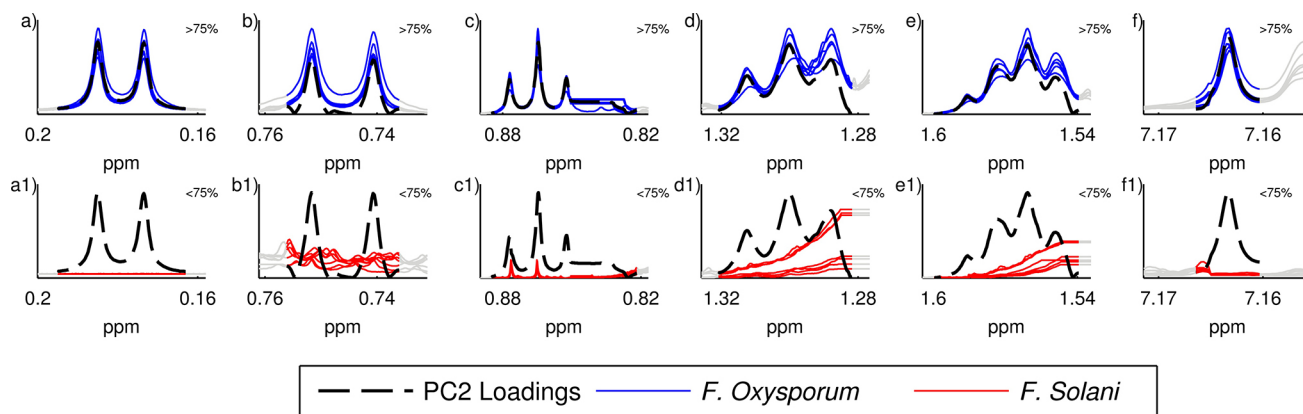 a) b) c) d) e) f)
>75% >75% >75% >75% >75% >75%
0.2 0.16 0.76 0.74 0.88 0.82 1.32 1.28 1.6 1.54 7.17 7.16
ppm ppm ppm ppm ppm ppm
a1) b1) c1) d1) e1) f1)
<75% <75% <75% <75% <75% <75%
0.2 0.16 0.76 0.74 0.88 0.82 1.32 1.28 1.6 1.54 7.17 7.16
ppm ppm ppm ppm ppm ppm
PC2 Loadings F. Oxysporum F. Solani